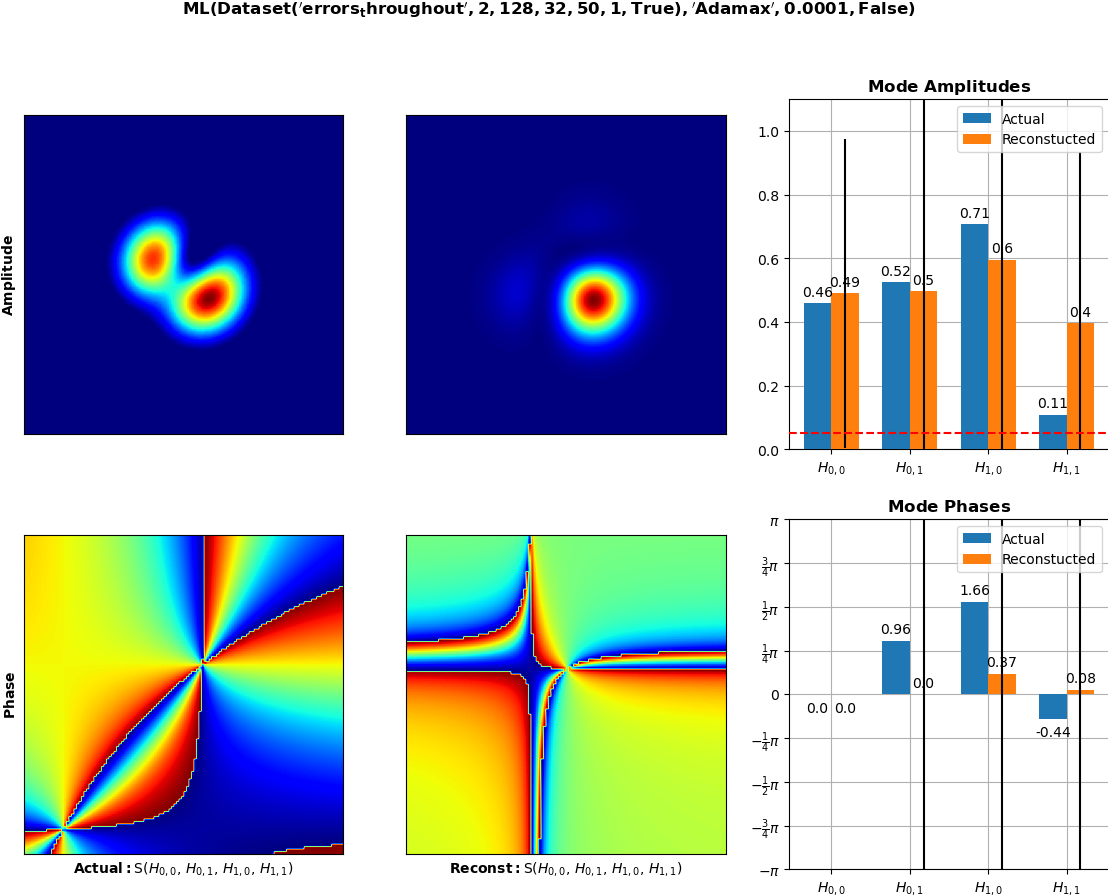 ML(Dataset('errors_throughout', 2, 128, 32, 50, 1, True), 'Adamax', 0.0001, False)
Amplitude
Mode Amplitudes
Actual
Reconstucted
1.0
0.8
0.6
0.4
0.2
0.0
0.46
0.49
0.52
0.5
0.71
0.6
0.11
0.4
H0,0
H0,1
H1,0
H1,1
Phase
Actual: S(H0,0, H0,1, H1,0, H1,1)
Reconst: S(H0,0, H0,1, H1,0, H1,1)
Mode Phases
Actual
Reconstucted
π
3/4π
1/2π
1/4π
0
−1/4π
−1/2π
−3/4π
−π
0.0
0.0
0.96
0.0
1.66
0.37
-0.44
0.08
H0,0
H0,1
H1,0
H1,1